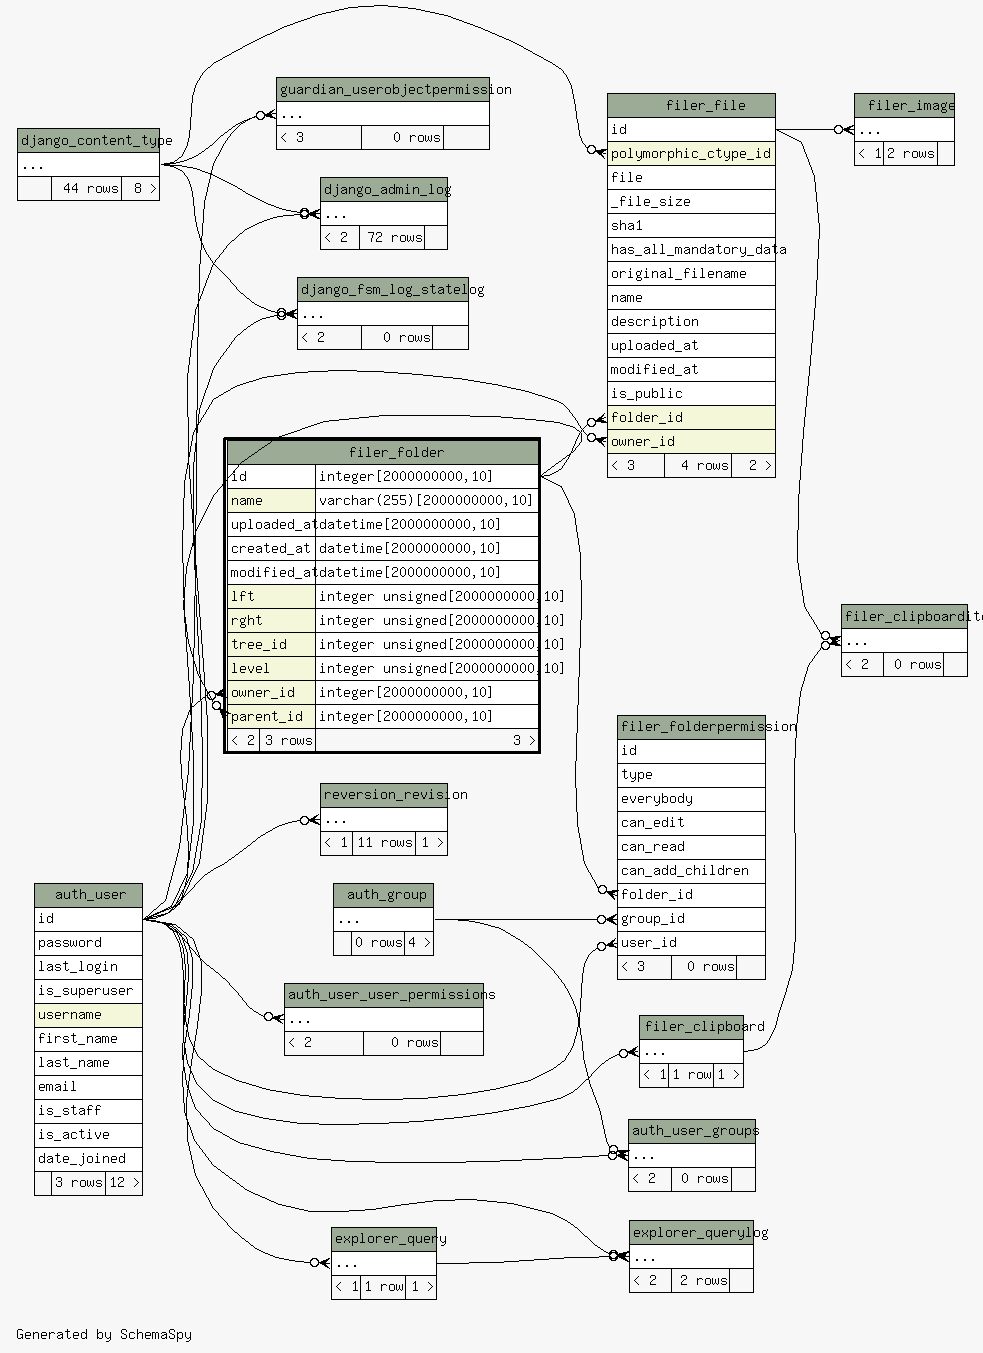 guardian_userobjectpermission
...
< 3 0 rows
django_content_type
...
44 rows 8 >
django_admin_log
...
< 2 72 rows
django_fsm_log_statelog
...
< 2 0 rows
filer_file
id
polymorphic_ctype_id
file
_file_size
sha1
has_all_mandatory_data
original_filename
name
description
uploaded_at
modified_at
is_public
folder_id
owner_id
< 3 4 rows 2 >
filer_image
...
< 1 2 rows
filer_folder
id integer[2000000000,10]
name varchar(255)[2000000000,10]
uploaded_at datetime[2000000000,10]
created_at datetime[2000000000,10]
modified_at datetime[2000000000,10]
lft integer unsigned[2000000000,10]
rght integer unsigned[2000000000,10]
tree_id integer unsigned[2000000000,10]
level integer unsigned[2000000000,10]
owner_id integer[2000000000,10]
parent_id integer[2000000000,10]
< 2 3 rows 3 >
filer_clipboardite
...
< 2 0 rows
filer_folderpermission
id
type
everybody
can_edit
can_read
can_add_children
folder_id
group_id
user_id
< 3 0 rows
reversion_revision
...
< 1 11 rows 1 >
auth_user
id
password
last_login
is_superuser
username
first_name
last_name
email
is_staff
is_active
date_joined
3 rows 12 >
auth_group
...
0 rows 4 >
auth_user_user_permissions
...
< 2 0 rows
filer_clipboard
...
< 1 1 row 1 >
auth_user_groups
...
< 2 0 rows
explorer_query
...
< 1 1 row 1 >
explorer_querylog
...
< 2 2 rows
Generated by SchemaSpy